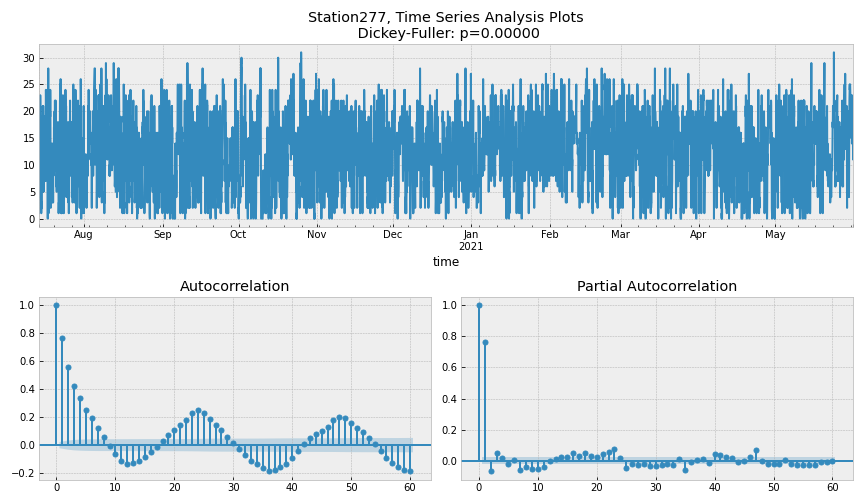 Station277, Time Series Analysis Plots
Dickey-Fuller: p=0.00000
30
25
20
15
10
5
0
Aug Sep Oct Nov Dec Jan Feb Mar Apr May
2021
time
Autocorrelation Partial Autocorrelation
1.0 1.0
0.8 0.8
0.6 0.6
0.4 0.4
0.2 0.2
0.0 0.0
−0.2
0 10 20 30 40 50 60 0 10 20 30 40 50 60